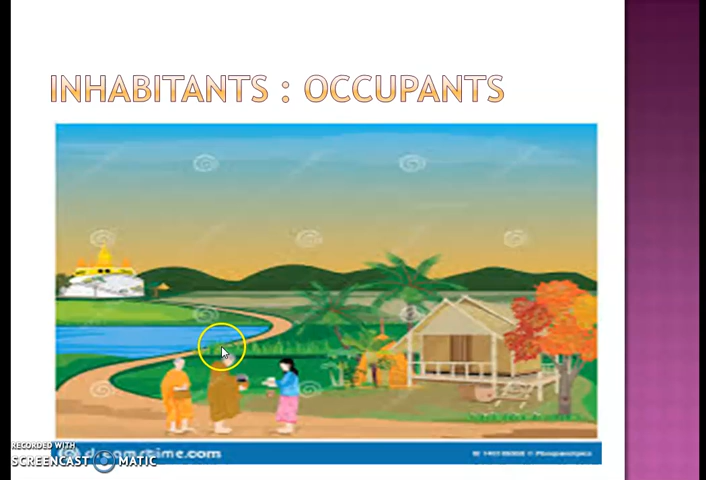 INHABITANTS : OCCUPANTS
RECORDED WITH
SCREENCAST MATIC
dreamstime.com